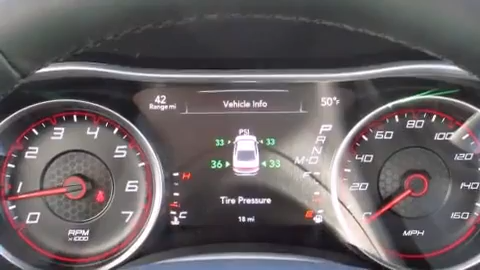 42
Range mi
Vehicle Info
50°F
PSI
33 33
36 33
Tire Pressure
18 mi
P
R
N
M-D
H
C
F
E
0
1
2
3
4
5
6
7
RPM
x1000
0
20
40
60
80
100
120
140
160
MPH